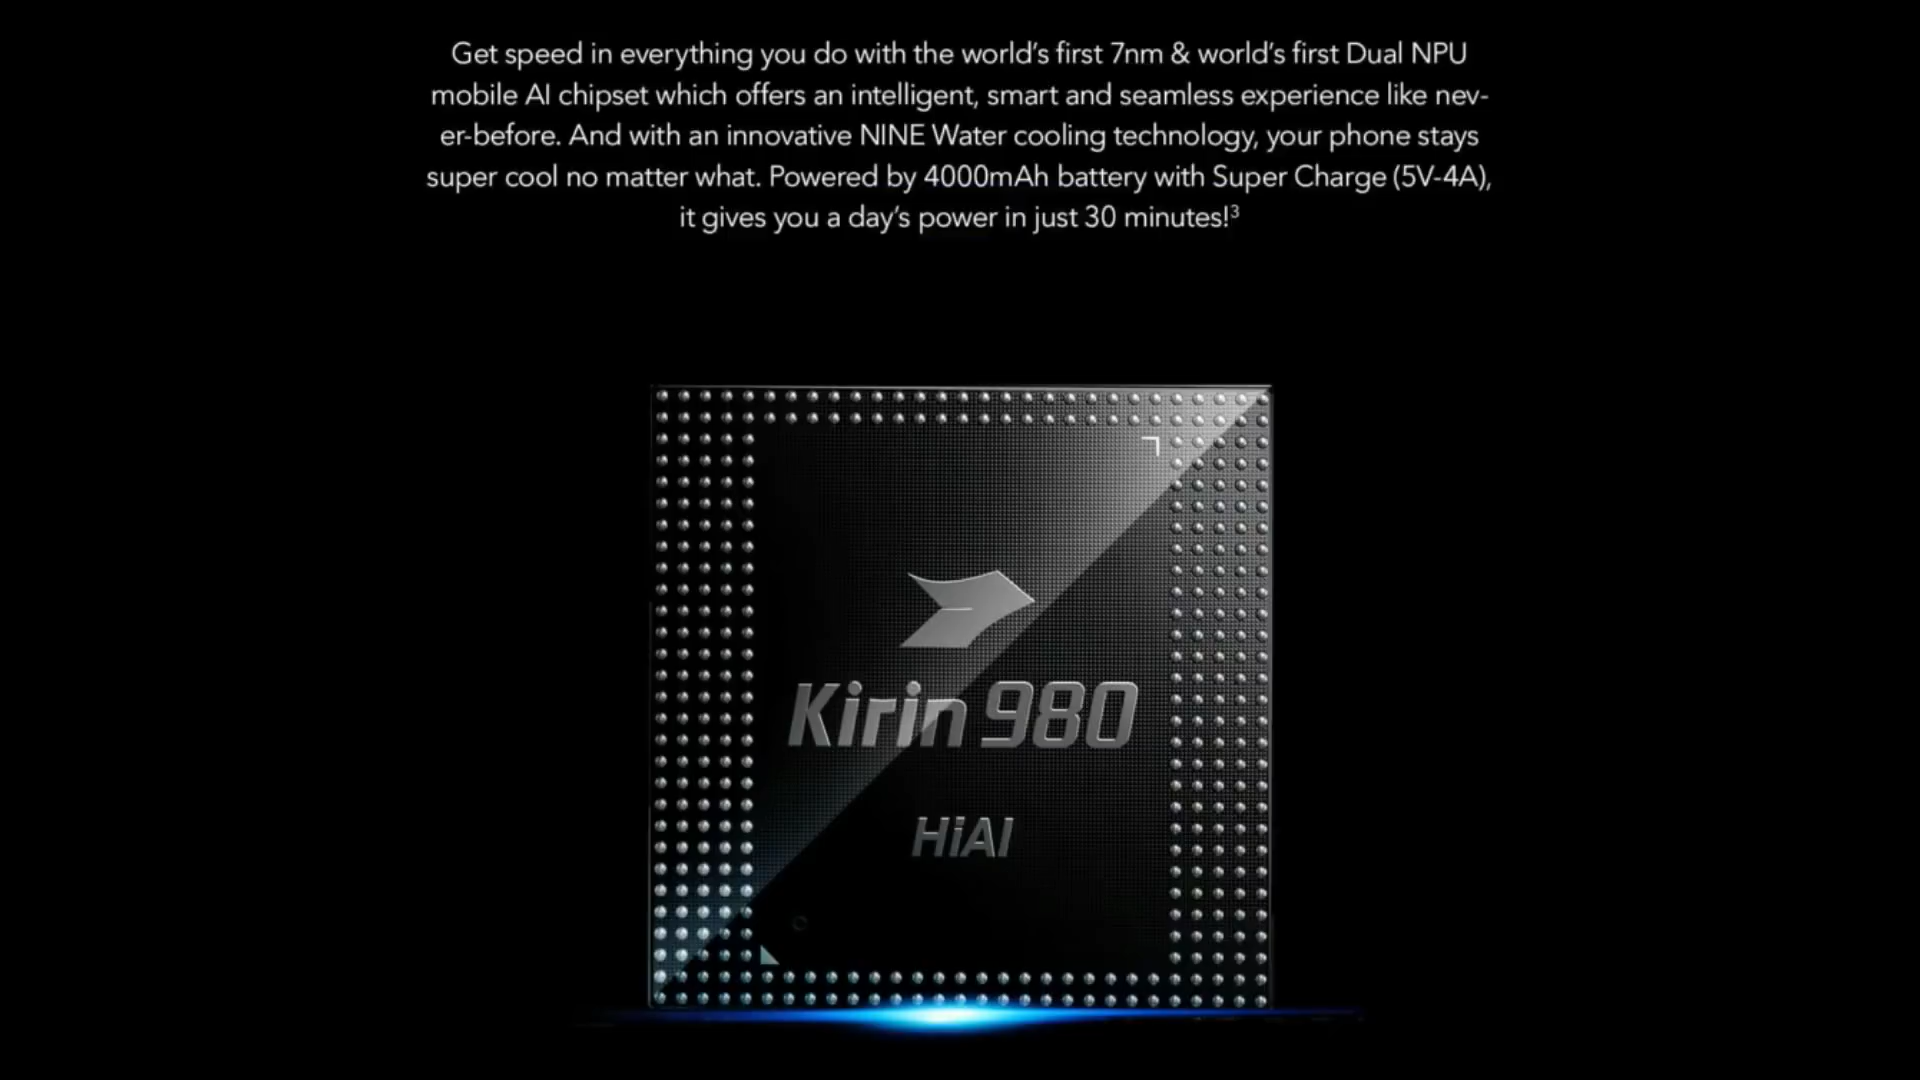 Get speed in everything you do with the world’s first 7nm & world’s first Dual NPU
mobile AI chipset which offers an intelligent, smart and seamless experience like nev-
er-before. And with an innovative NINE Water cooling technology, your phone stays
super cool no matter what. Powered by 4000mAh battery with Super Charge (5V-4A),
it gives you a day’s power in just 30 minutes!³
Kirin 980
HiAI